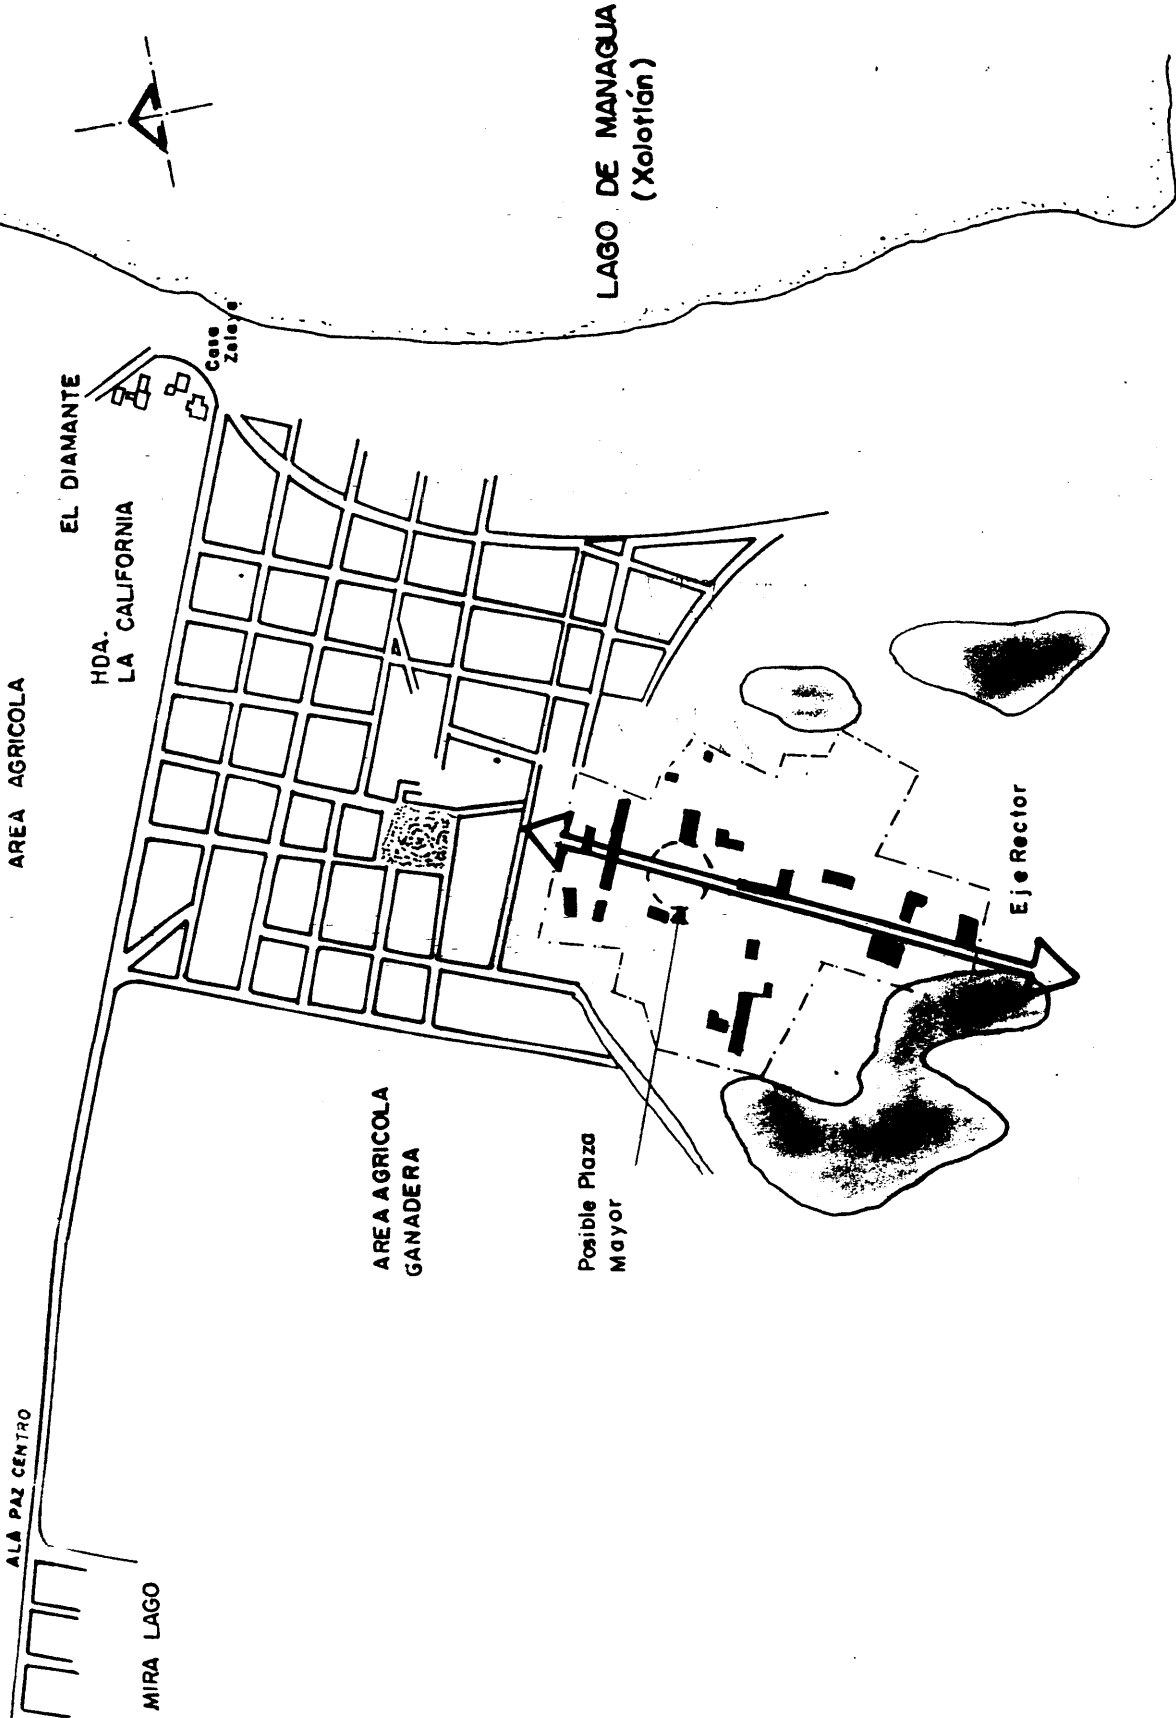 ALA PAZ CENTRO
MIRA LAGO
AREA AGRICOLA
EL DIAMANTE
HDA.
LA CALIFORNIA
Casa
Zelaya
LAGO DE MANAGUA
(Xolotlán)
AREA AGRICOLA
GANADERA
Posible Plaza
Mayor
Eje Rector